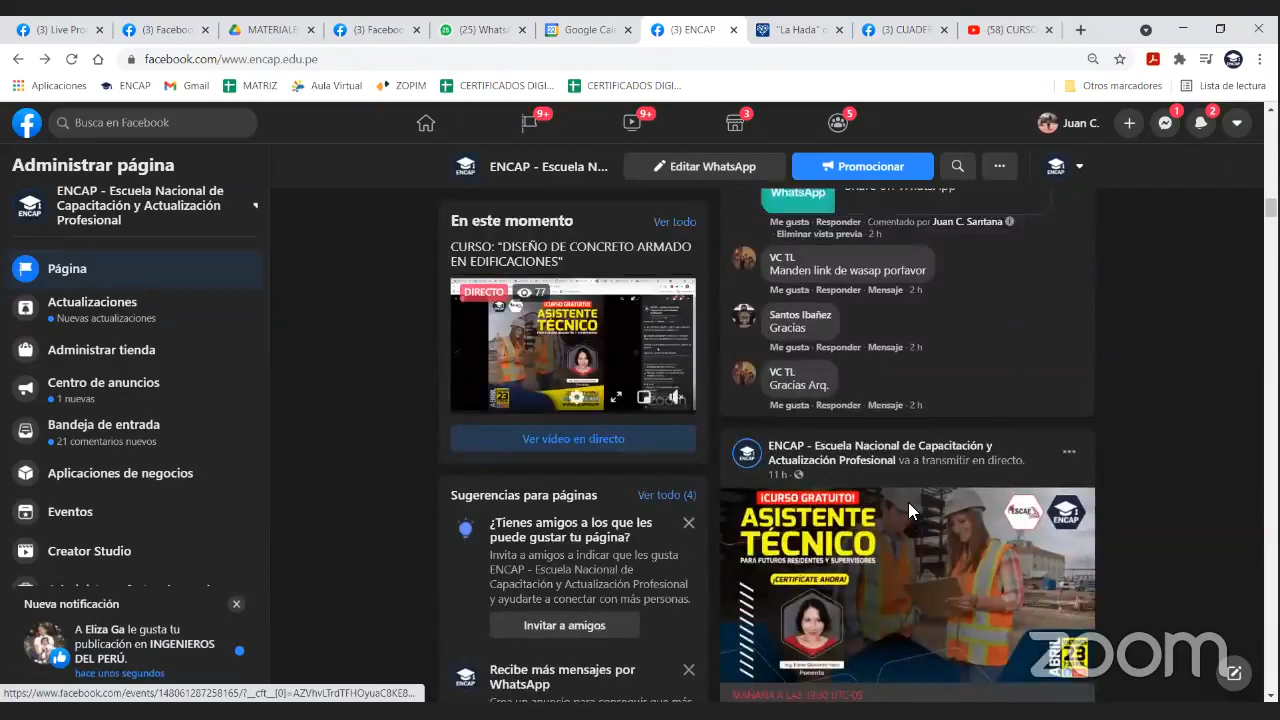 (3) Live Pro
(3) Faceboo
MATERIALE
(3) Faceboo
(25) Whats
Google Cal
(3) ENCAP -
"La Hada" c
(3) CUADER
(58) CURSO
facebook.com/www.encap.edu.pe
Aplicaciones
ENCAP
Gmail
MATRIZ
Aula Virtual
ZOPIM
CERTIFICADOS DIGI...
CERTIFICADOS DIGI...
Otros marcadores
Lista de lectura
Busca en Facebook
9+
9+
3
5
Juan C.
1
2
Administrar página
ENCAP - Escuela Nacional de
Capacitación y Actualización
Profesional
Página
Actualizaciones
Nuevas actualizaciones
Administrar tienda
Centro de anuncios
1 nuevas
Bandeja de entrada
21 comentarios nuevos
Aplicaciones de negocios
Eventos
Creator Studio
Nueva notificación
A Eliza Ga le gusta tu
publicación en INGENIEROS
DEL PERÚ.
hace unos segundos
https://www.facebook.com/events/148061287258165/?__cft__[0]=AZVhvLTrdTFHOyua8CKE8...
ENCAP - Escuela N...
Editar WhatsApp
Promocionar
En este momento
Ver todo
CURSO: "DISEÑO DE CONCRETO ARMADO
EN EDIFICACIONES"
DIRECTO
77
¡CURSO GRATUITO!
ASISTENTE
TÉCNICO
23
Ver vídeo en directo
Sugerencias para páginas
Ver todo (4)
¿Tienes amigos a los que les
puede gustar tu página?
Invita a amigos a indicar que les gusta
ENCAP - Escuela Nacional de
Capacitación y Actualización Profesional
y ayudarte a conectar con más personas.
Invitar a amigos
Recibe más mensajes por
WhatsApp
WhatsApp
Share on WhatsApp
Me gusta · Responder · Comentado por Juan C. Santana
· Eliminar vista previa · 2 h
VC TL
Manden link de wasap porfavor
Me gusta · Responder · Mensaje · 2 h
Santos Ibañez
Gracias
Me gusta · Responder · Mensaje · 2 h
VC TL
Gracias Arq.
Me gusta · Responder · Mensaje · 2 h
ENCAP - Escuela Nacional de Capacitación y
Actualización Profesional va a transmitir en directo.
11 h ·
¡CURSO GRATUITO!
ASISTENTE
TÉCNICO
PARA FUTUROS RESIDENTES Y SUPERVISORES
¡CERTIFÍCATE AHORA!
ESCAE
ENCAP
Ponente
ABRIL
23
MAÑANA A LAS 19:30 UTC-05
zoom